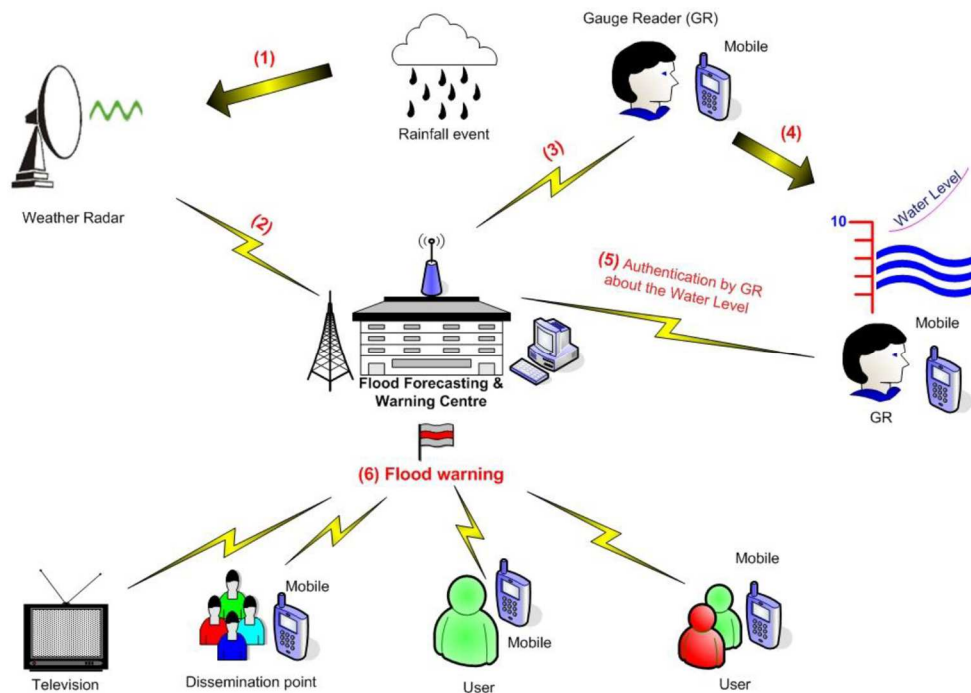 Gauge Reader (GR)
Mobile
(1)
Rainfall event
(3)
(4)
Weather Radar
(2)
Water Level
10
(5) Authentication by GR
about the Water Level
Mobile
GR
Flood Forecasting &
Warning Centre
(6) Flood warning
Mobile
Mobile
Mobile
Television
Dissemination point
User
User